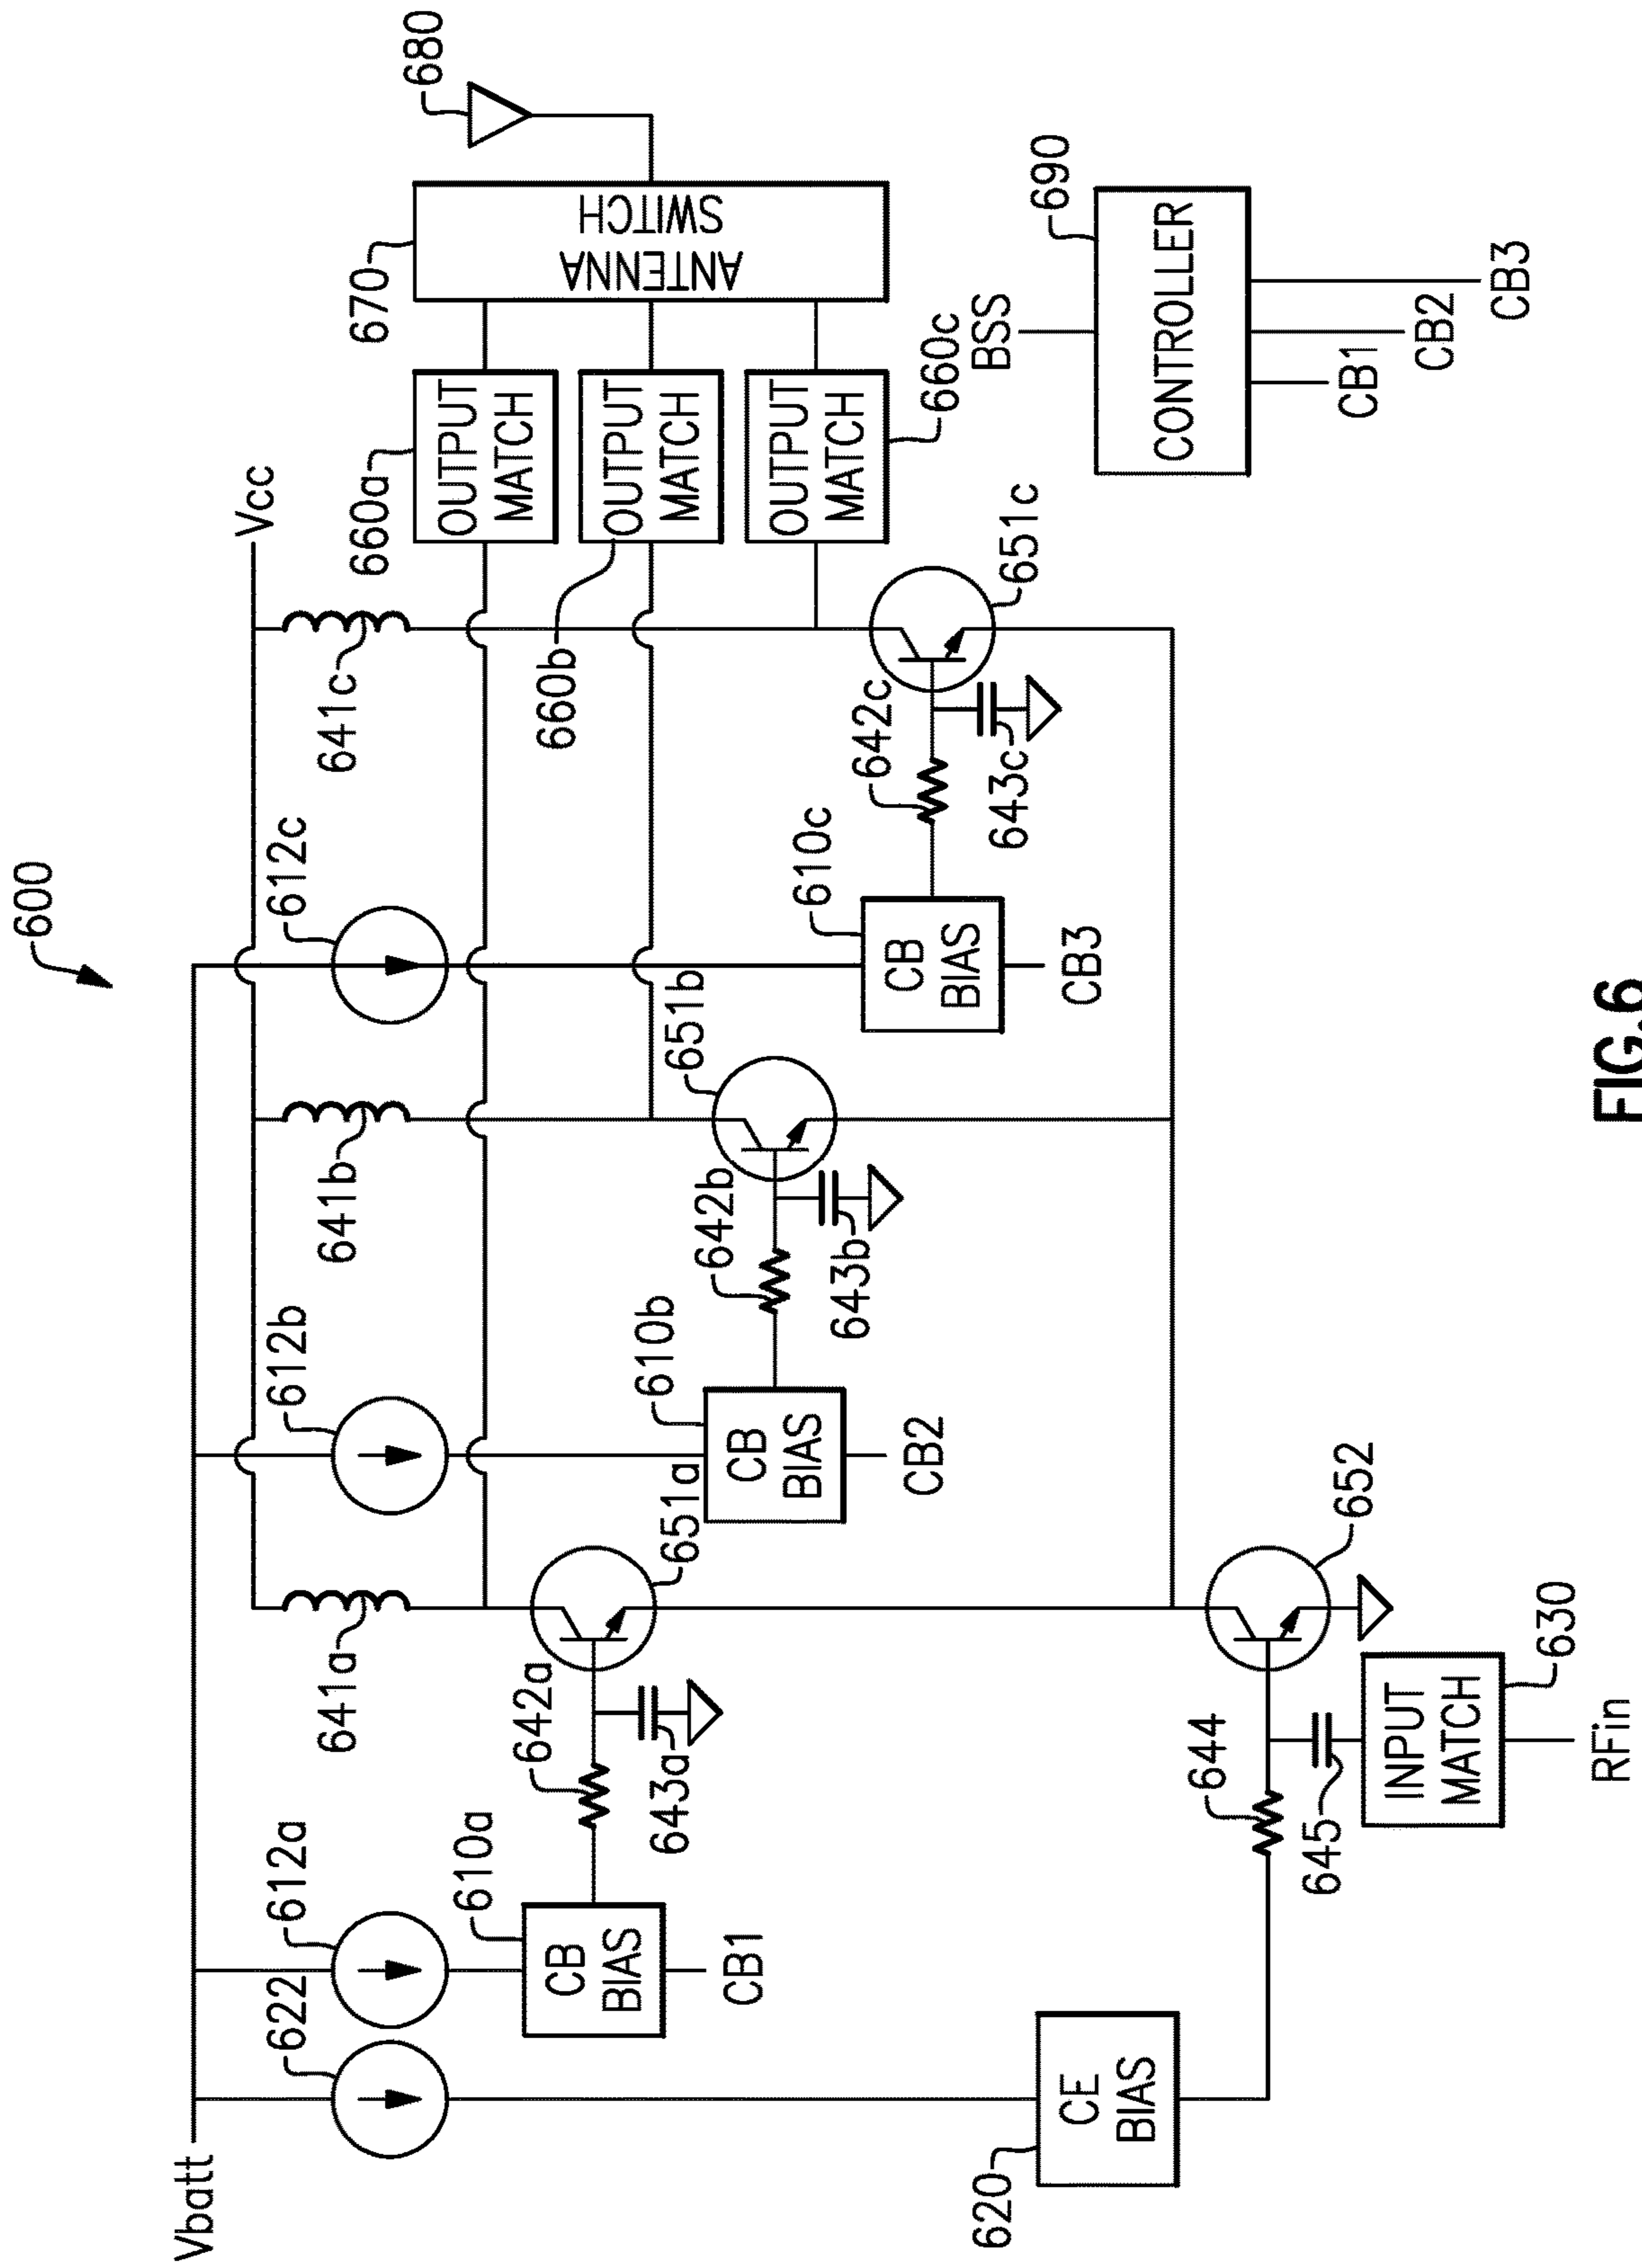 600
Vbatt
Vcc
622
612a
641a
612b
641b
612c
641c
660a
670
680
OUTPUT
MATCH
ANTENNA
SWITCH
610a
CB
BIAS
CB1
642a
643a
651a
660b
OUTPUT
MATCH
610b
CB
BIAS
CB2
642b
643b
651b
OUTPUT
MATCH
660c
610c
CB
BIAS
CB3
642c
643c
651c
BSS
690
CONTROLLER
CB1
CB2
CB3
620
CE
BIAS
644
652
645
INPUT
MATCH
630
RFin
FIG.6